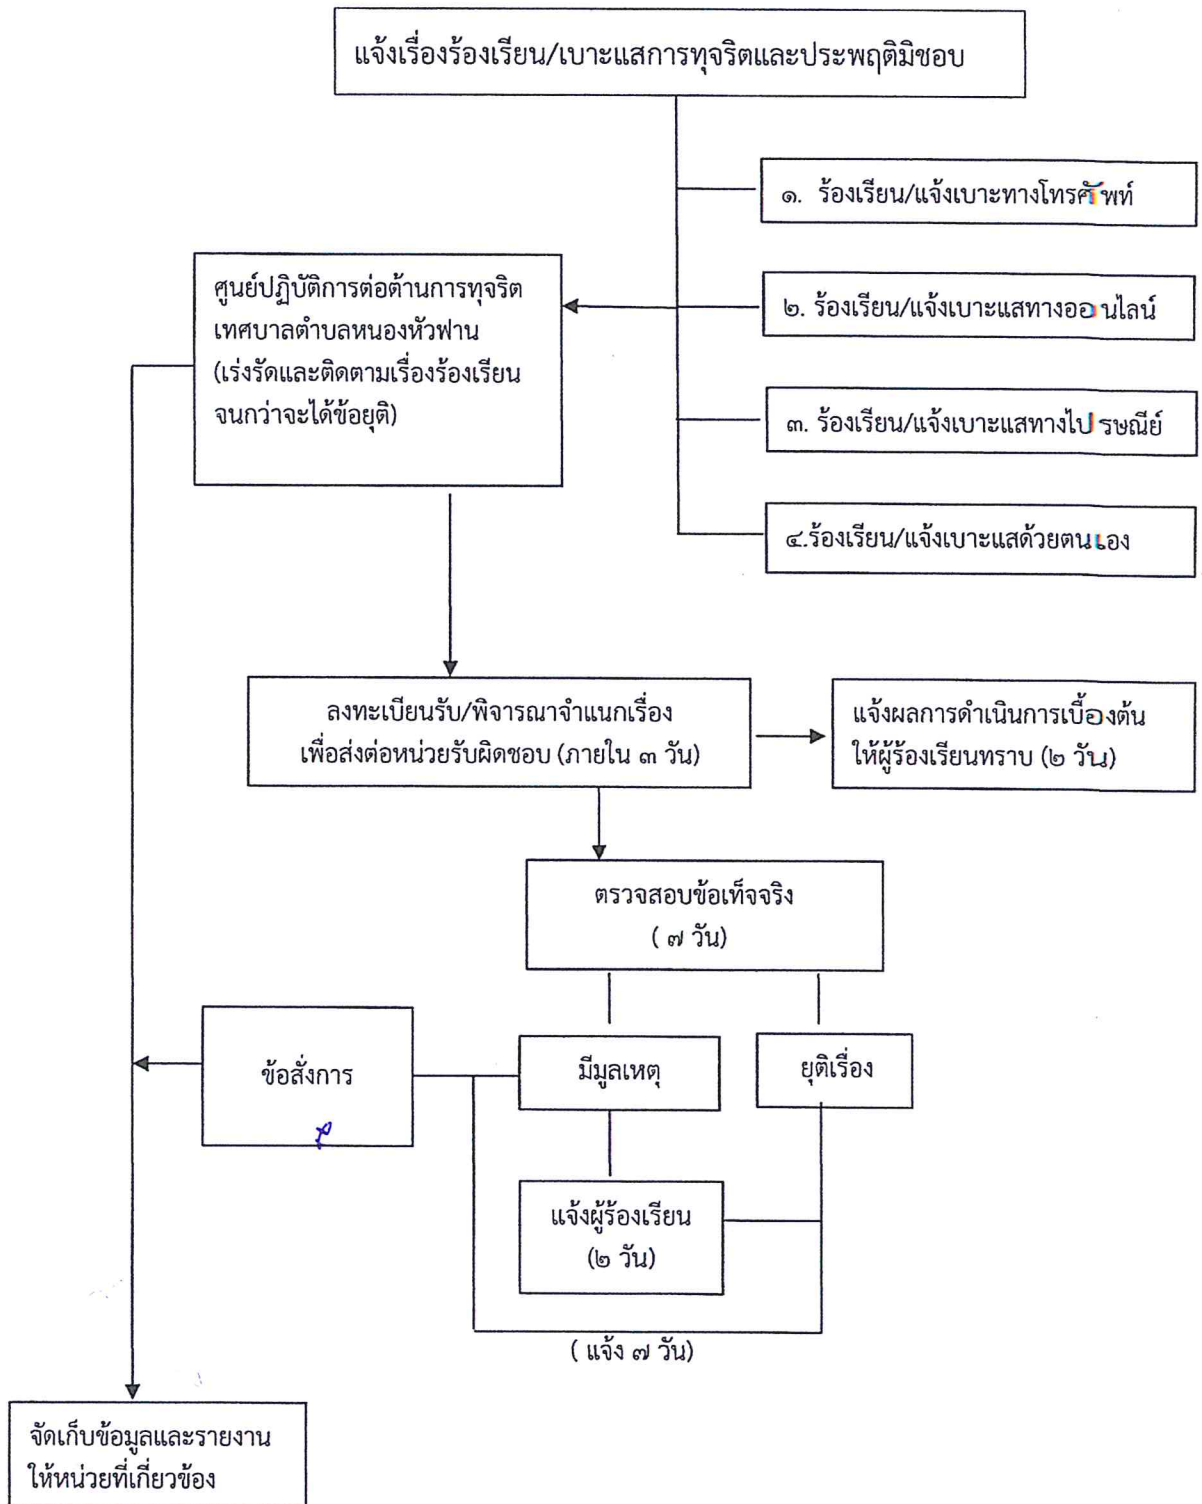 แจ้งเรื่องร้องเรียน/เบาะแสการทุจริตและประพฤติมิชอบ
๑. ร้องเรียน/แจ้งเบาะทางโทรศัพท์
ศูนย์ปฏิบัติการต่อต้านการทุจริต
เทศบาลตำบลหนองหัวฟาน
(เร่งรัดและติดตามเรื่องร้องเรียน
จนกว่าจะได้ข้อยุติ)
๒. ร้องเรียน/แจ้งเบาะแสทางออนไลน์
๓. ร้องเรียน/แจ้งเบาะแสทางไปรษณีย์
๔.ร้องเรียน/แจ้งเบาะแสด้วยตนเอง
ลงทะเบียนรับ/พิจารณาจำแนกเรื่อง
เพื่อส่งต่อหน่วยรับผิดชอบ (ภายใน ๓ วัน)
แจ้งผลการดำเนินการเบื้องต้น
ให้ผู้ร้องเรียนทราบ (๒ วัน)
ตรวจสอบข้อเท็จจริง
( ๗ วัน)
ข้อสั่งการ
มีมูลเหตุ
ยุติเรื่อง
แจ้งผู้ร้องเรียน
(๒ วัน)
( แจ้ง ๗ วัน)
จัดเก็บข้อมูลและรายงาน
ให้หน่วยที่เกี่ยวข้อง